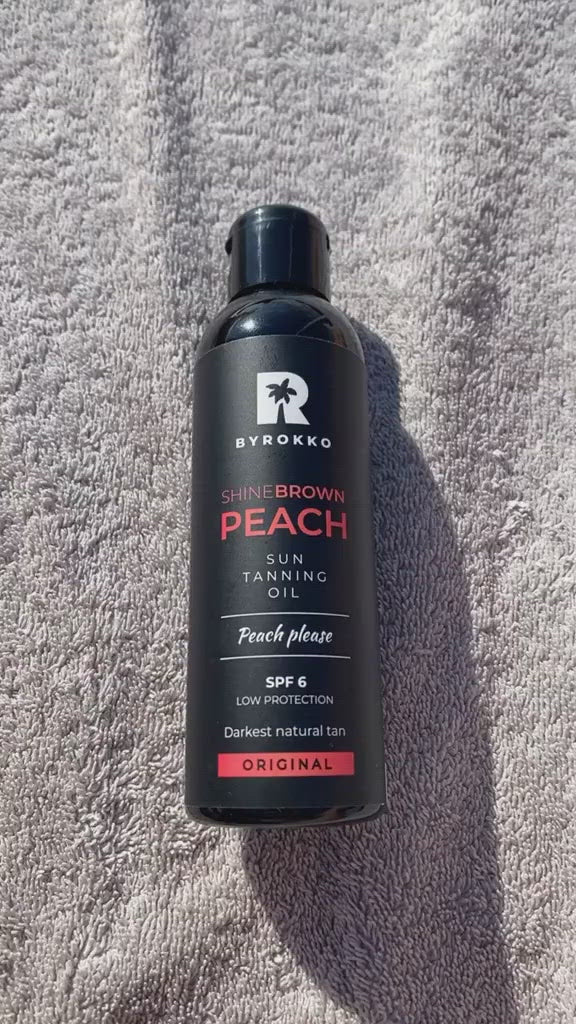 R
BYROKKO
SHINEBROWN
PEACH
SUN
TANNING
OIL
Peach please
SPF 6
LOW PROTECTION
Darkest natural tan
ORIGINAL